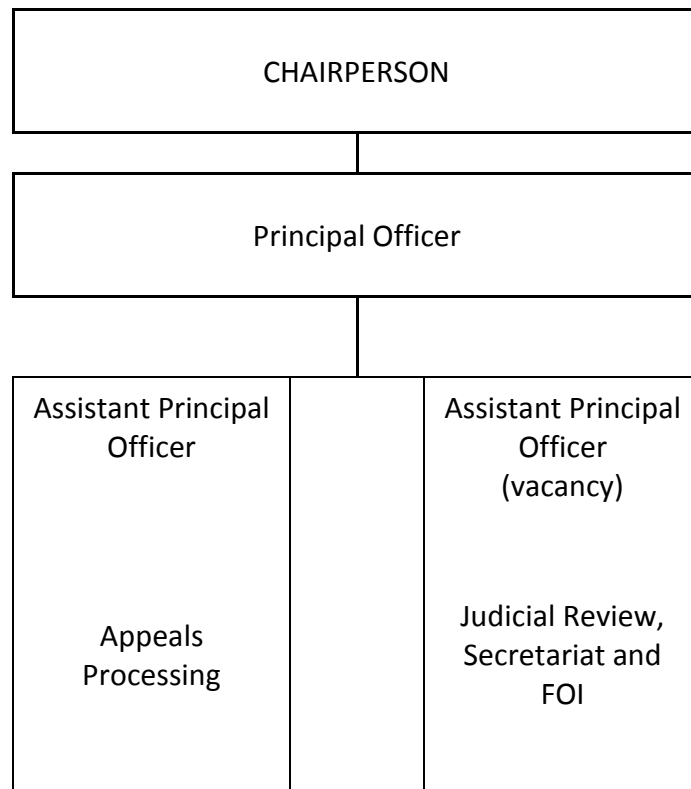 CHAIRPERSON
Principal Officer
Assistant Principal
Officer
Appeals
Processing
Assistant Principal
Officer
(vacancy)
Judicial Review,
Secretariat and
FOI